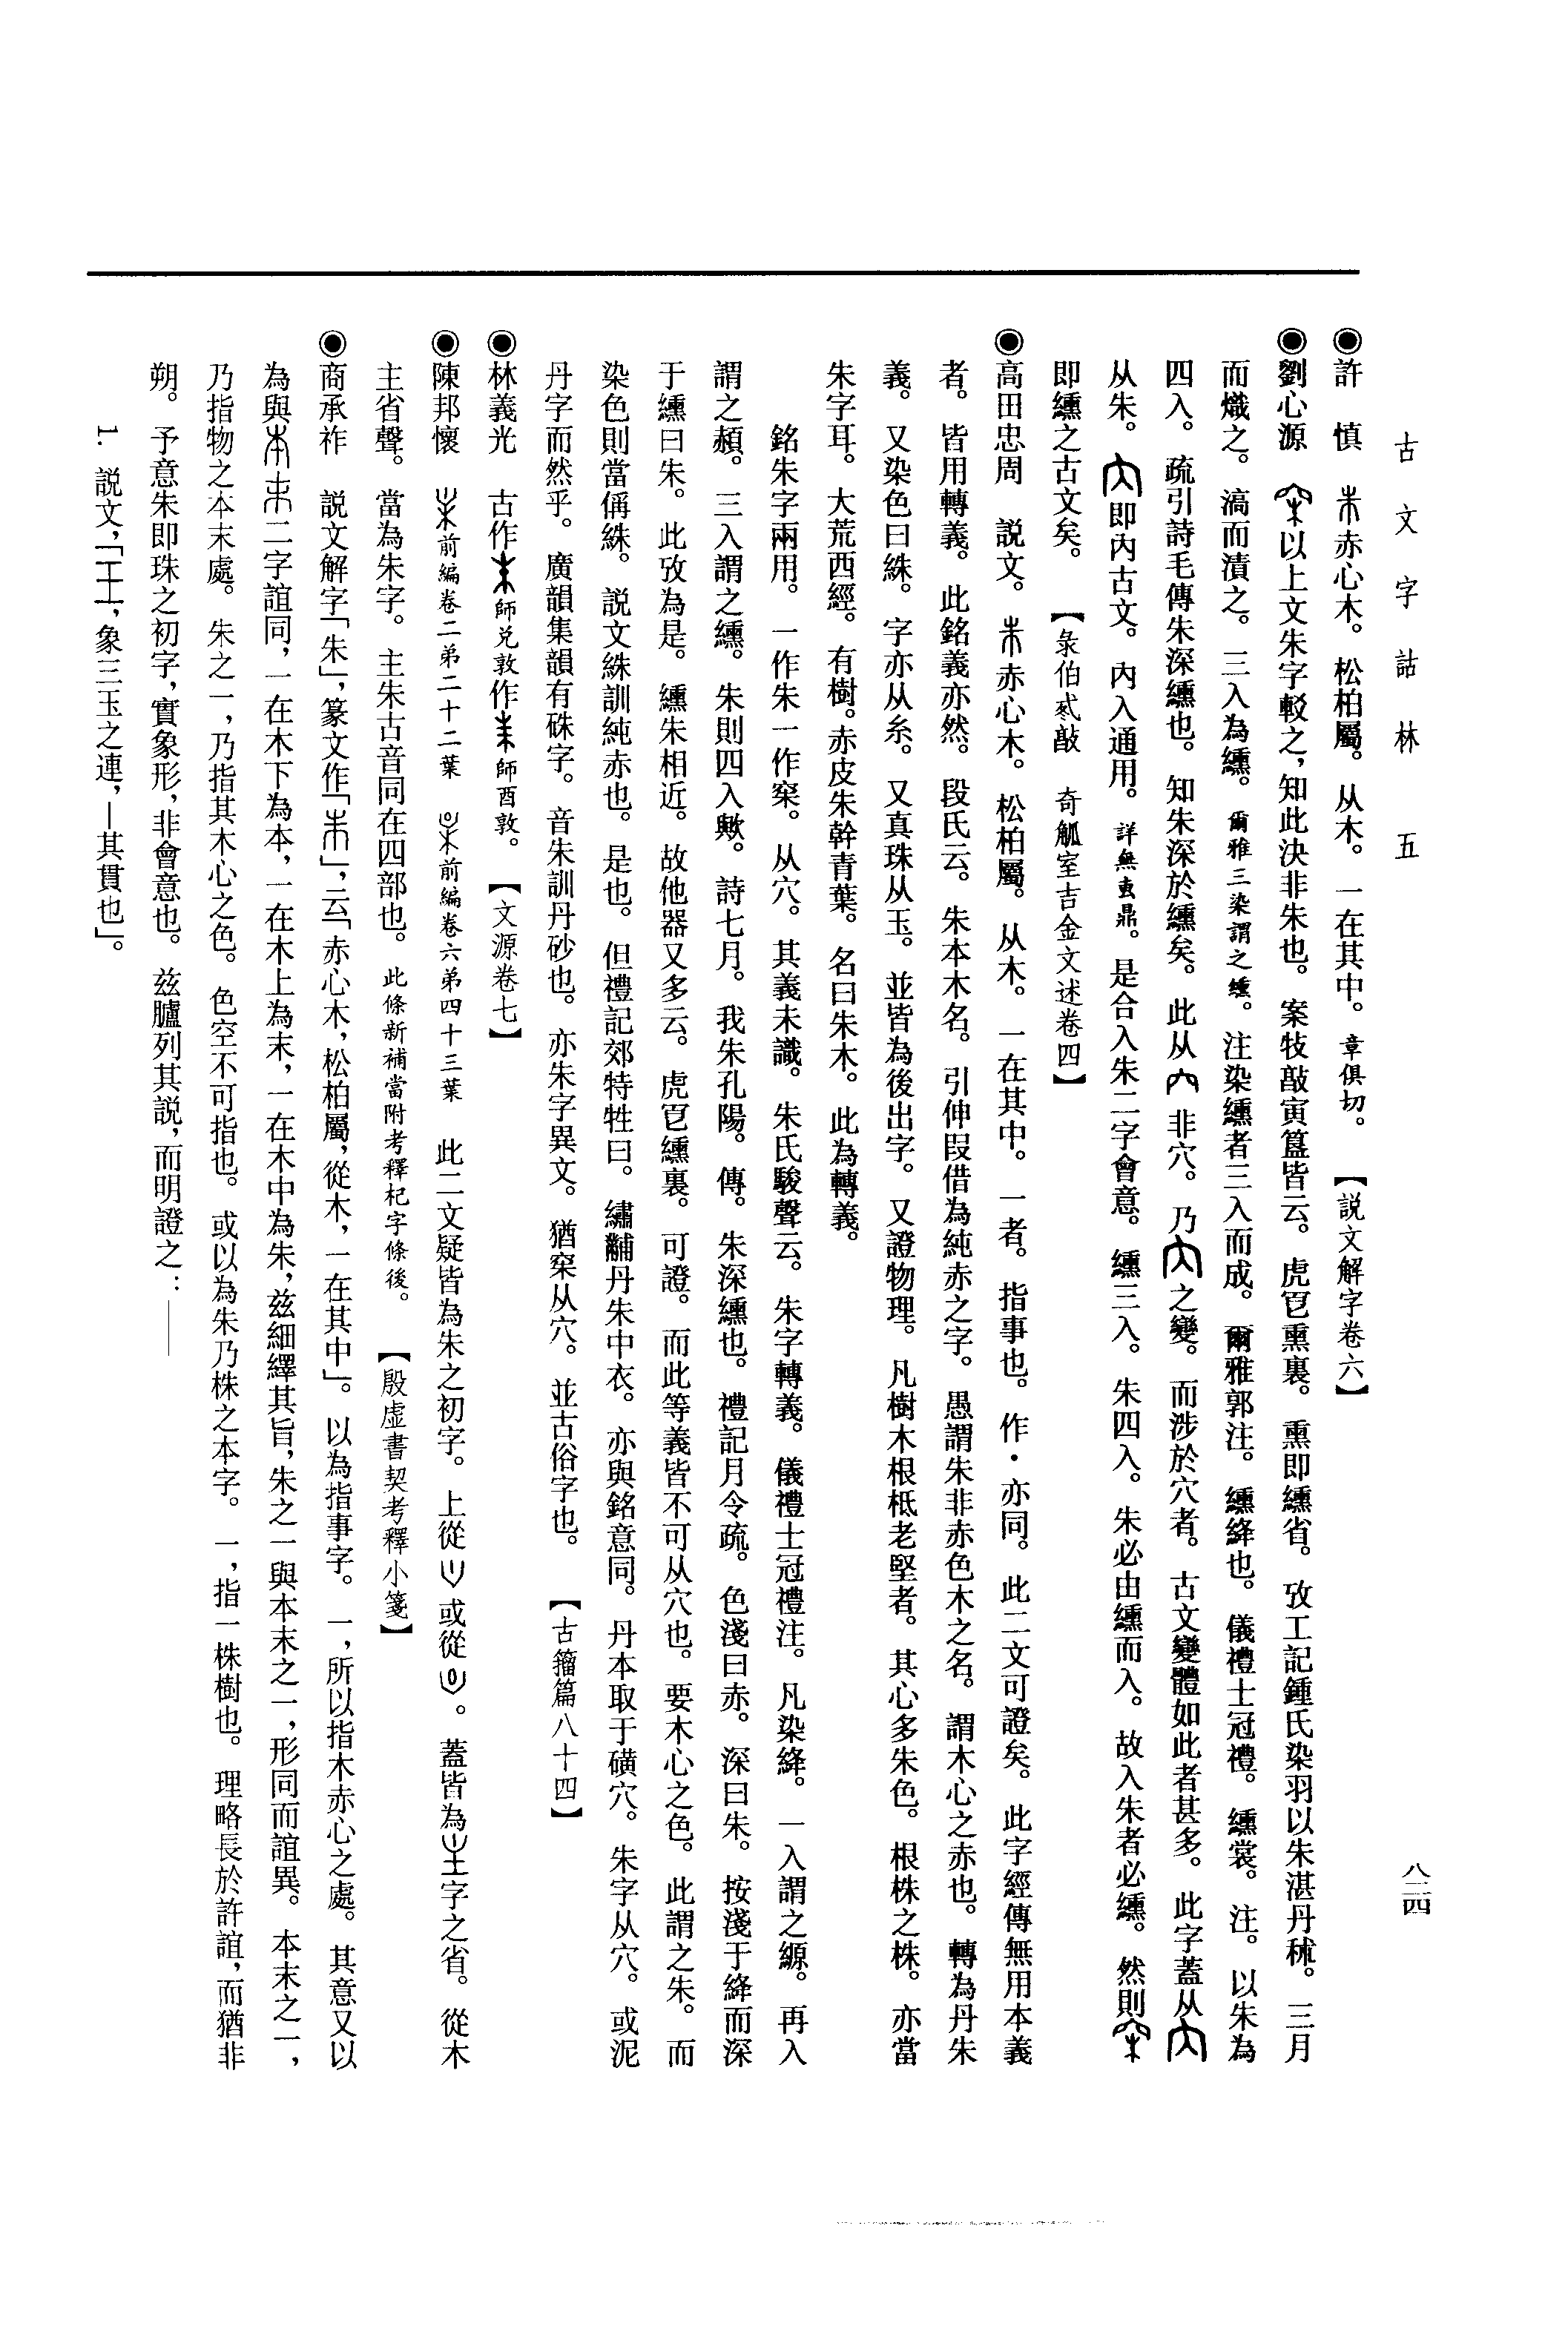 古文字詁林 五
八二四
◉許 慎 赤心木。松柏屬。从木。一在其中。章俱切。 【説文解字卷六】
◉劉心源 以上文朱字較之,知此決非朱也。案牧敲寅簋皆云。虎熏裏。熏即纁省。攷工記鍾氏染羽以朱湛丹秫。三月
而熾之。淳而漬之。三入為纁。爾雅三染謂之纁。注染纁者三入而成。爾雅郭注。纁絳也。儀禮士冠禮。纁裳。注。以朱為
四入。疏引詩毛傳朱深纁也。知朱深於纁矣。此从 非穴。乃 之變。而涉於穴者。古文變體如此者甚多。此字蓋从
从朱。 即内古文。内入通用。詳無叀鼎。是合入朱二字會意。纁三入。朱四入。朱必由纁而入。故入朱者必纁。然則
即纁之古文矣。 【彔伯敲 奇觚室吉金文述卷四】
◉高田忠周 説文。 赤心木。松柏屬。从木。一在其中。一者。指事也。作·亦同。此二文可證矣。此字經傳無用本義
者。皆用轉義。此銘義亦然。段氏云。朱本木名。引伸叚借為純赤之字。愚謂朱非赤色木之名。謂木心之赤也。轉為丹朱
義。又染色曰絑。字亦从糸。又真珠从玉。並皆為後出字。又證物理。凡樹木根柢老堅者。其心多朱色。根株之株。亦當
朱字耳。大荒西經。有樹。赤皮朱幹青葉。名曰朱木。此為轉義。
銘朱字兩用。一作朱一作窠。从穴。其義未識。朱氏駿聲云。朱字轉義。儀禮士冠禮注。凡染絳。一入謂之縓。再入
謂之赬。三入謂之纁。朱則四入歟。詩七月。我朱孔陽。傳。朱深纁也。禮記月令疏。色淺曰赤。深曰朱。按淺于絳而深
于纁曰朱。此攷為是。纁朱相近。故他器又多云。虎纁裏。可證。而此等義皆不可从穴也。要木心之色。此謂之朱。而
染色則當偁絑。説文絑訓純赤也。是也。但禮記郊特牲曰。繡黼丹朱中衣。亦與銘意同。丹本取于磺穴。朱字从穴。或泥
丹字而然乎。廣韻集韻有硃字。音朱訓丹砂也。亦朱字異文。猶窠从穴。並古俗字也。 【古籀篇八十四】
◉林義光 古作 師兌敦作 師酉敦。 【文源卷七】
◉陳邦懷 前編卷二弟二十二葉 前編卷六弟四十三葉 此二文疑皆為朱之初字。上從 或從 。蓋皆為 字之省。從木
主省聲。當為朱字。主朱古音同在四部也。此條新補當附考釋杞字條後。 【殷虛書契考釋小箋】
◉商承祚 説文解字「朱」,篆文作「 」,云「赤心木,松柏屬,從木,一在其中」。以為指事字。一,所以指木赤心之處。其意又以
為與 二字誼同,一在木下為本,一在木上為末,一在木中為朱,兹細繹其旨,朱之一與本末之一,形同而誼異。本末之一,
乃指物之本末處。朱之一,乃指其木心之色。色空不可指也。或以為朱乃株之本字。一,指一株樹也。理略長於許誼,而猶非
朔。予意朱即珠之初字,實象形,非會意也。兹臚列其説,而明證之:——
1. 説文,「王,象三玉之連,丨其貫也」。